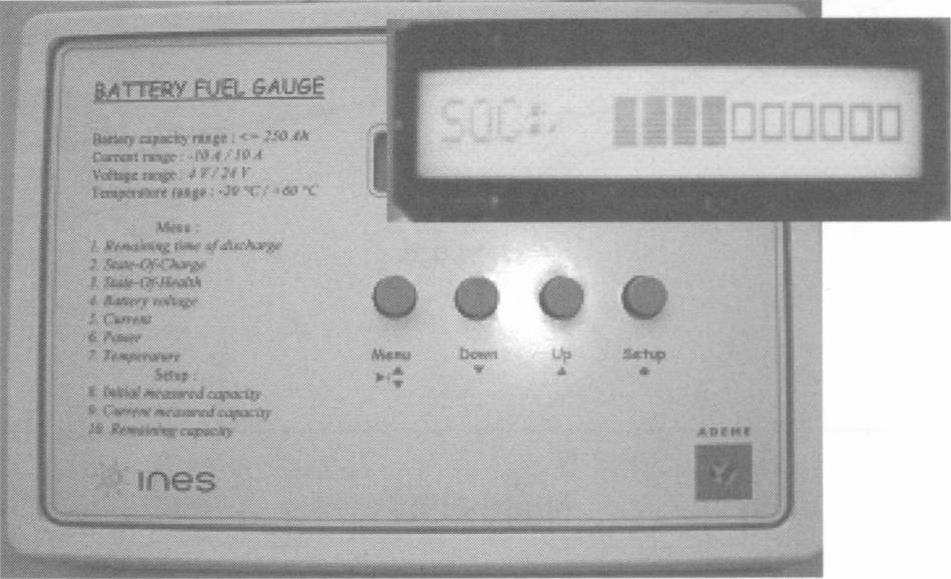 BATTERY FUEL GAUGE
Battery capacity range : <= 250 Ah
Current range : -10 A / 10 A
Voltage range : 4 V / 24 V
Temperature range : -20 °C / +60 °C
Menu :
1. Remaining time of discharge
2. State-Of-Charge
3. State-Of-Health
4. Battery voltage
5. Current
6. Power
7. Temperature
Setup :
8. Initial measured capacity
9. Current measured capacity
10. Remaining capacity
SOC:
Menu Down Up Setup
ADEME
ines